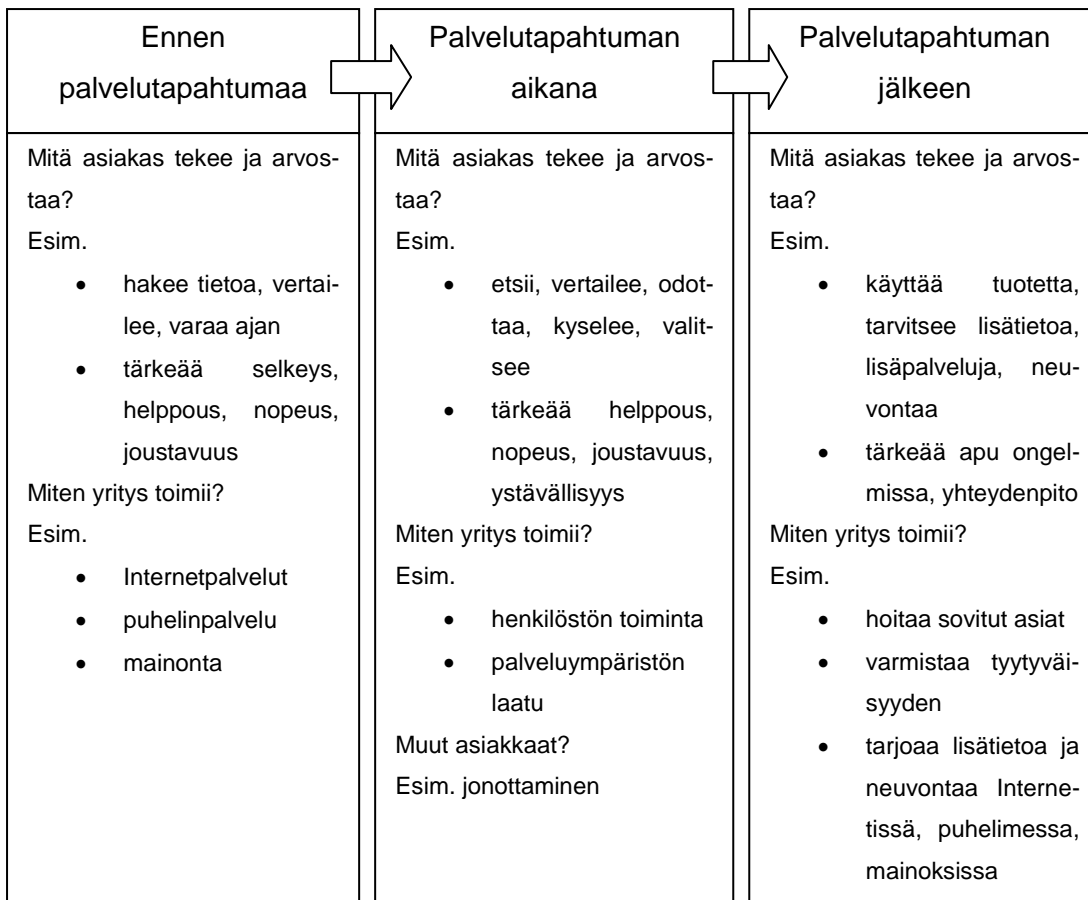 Ennen
palvelutapahtumaa
Mitä asiakas tekee ja arvos-
taa?
Esim.
• hakee tietoa, vertai-
lee, varaa ajan
• tärkeää selkeys,
helppous, nopeus,
joustavuus
Miten yritys toimii?
Esim.
• Internetpalvelut
• puhelinpalvelu
• mainonta
Palvelutapahtuman
aikana
Mitä asiakas tekee ja arvos-
taa?
Esim.
• etsii, vertailee, odot-
taa, kyselee, valit-
see
• tärkeää helppous,
nopeus, joustavuus,
ystävällisyys
Miten yritys toimii?
Esim.
• henkilöstön toiminta
• palveluympäristön
laatu
Muut asiakkaat?
Esim. jonottaminen
Palvelutapahtuman
jälkeen
Mitä asiakas tekee ja arvos-
taa?
Esim.
• käyttää tuotetta,
tarvitsee lisätietoa,
lisäpalveluja, neu-
vontaa
• tärkeää apu ongel-
missa, yhteydenpito
Miten yritys toimii?
Esim.
• hoitaa sovitut asiat
• varmistaa tyytyväi-
syyden
• tarjoaa lisätietoa ja
neuvontaa Interne-
tissä, puhelimessa,
mainoksissa